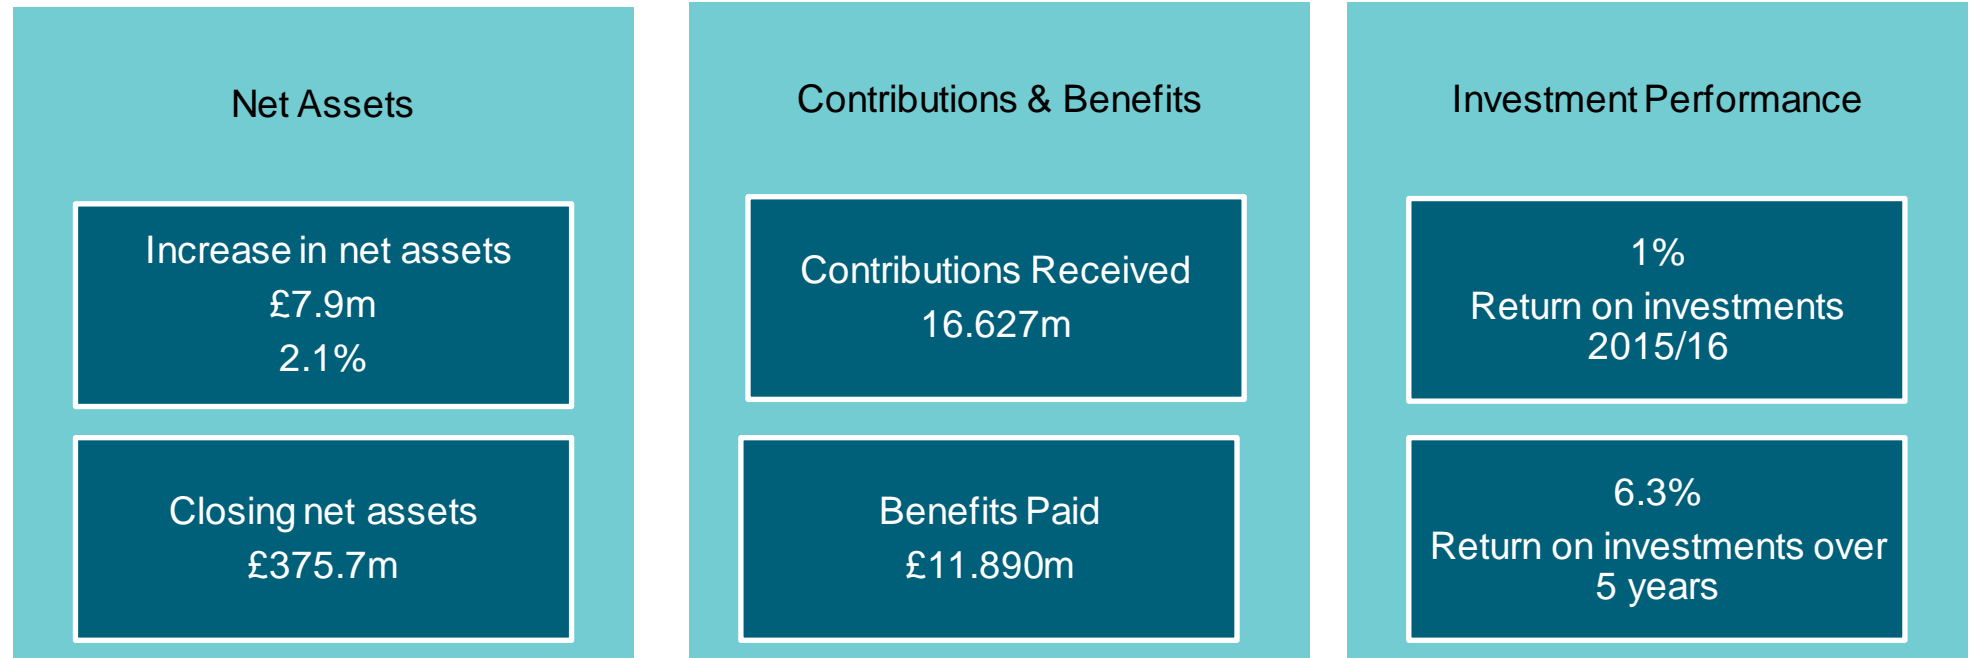 Net Assets
Increase in net assets
£7.9m
2.1%
Closing net assets
£375.7m
Contributions & Benefits
Contributions Received
16.627m
Benefits Paid
£11.890m
Investment Performance
1%
Return on investments
2015/16
6.3%
Return on investments over
5 years